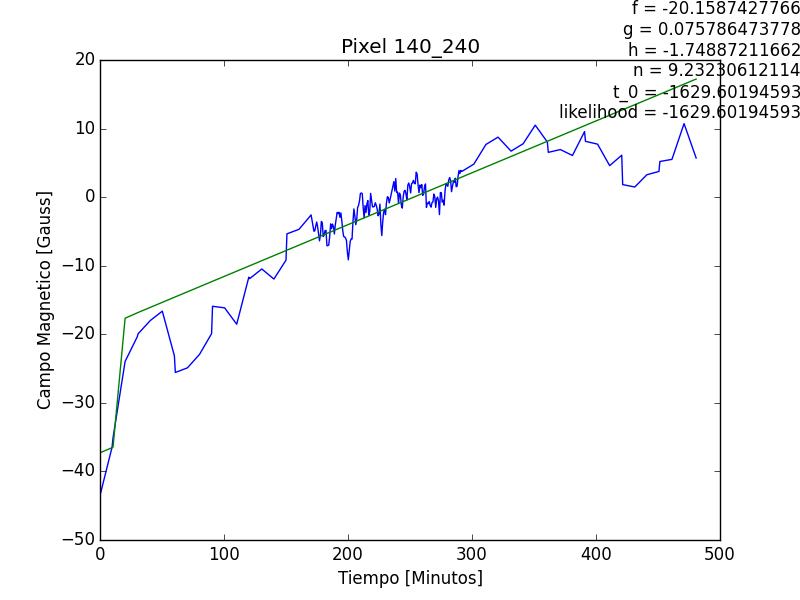 f = -20.1587427766
g = 0.075786473778
h = -1.74887211662
n = 9.23230612114
t_0 = -1629.60194593
likelihood = -1629.60194593
Pixel 140_240
20
10
0
−10
−20
−30
−40
−50
Campo Magnetico [Gauss]
0 100 200 300 400 500
Tiempo [Minutos]